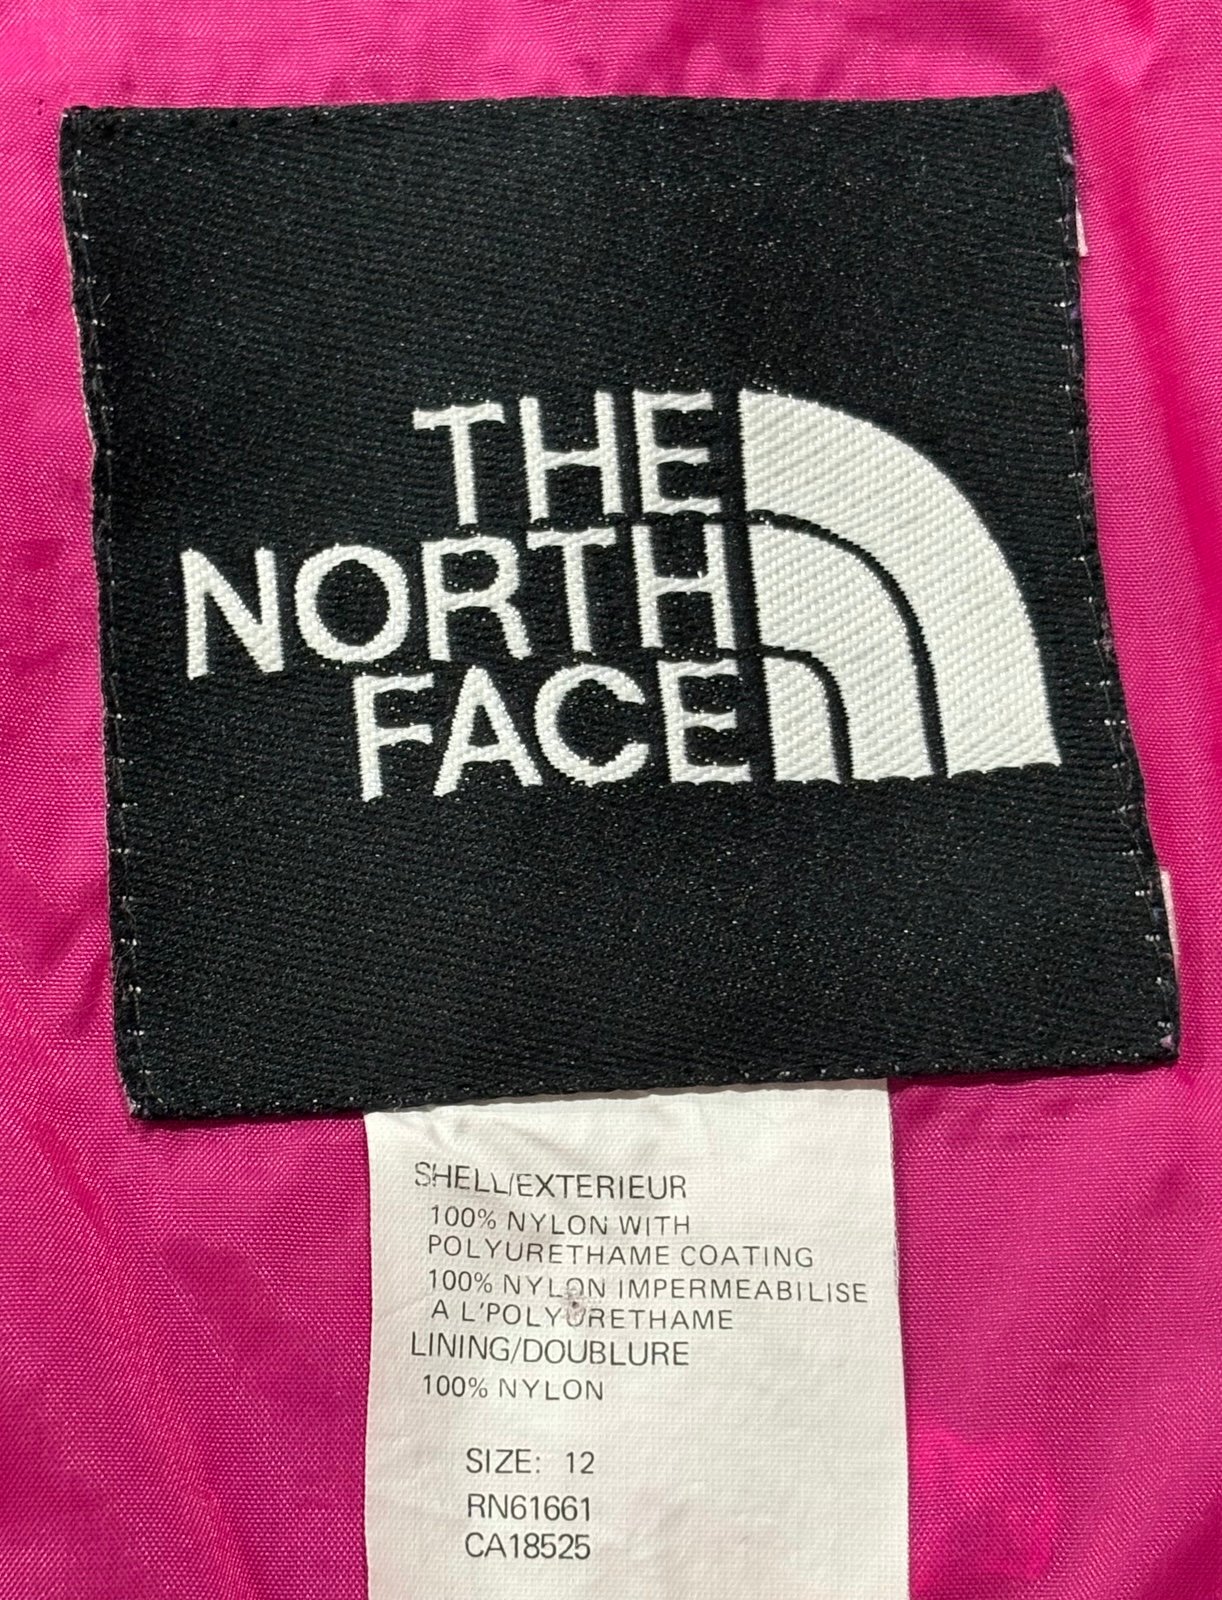 THE
NORTH
FACE
SHELL/EXTERIEUR
100% NYLON WITH
POLYURETHAME COATING
100% NYLON IMPERMEABILISE
A L'POLYURETHAME
LINING/DOUBLURE
100% NYLON
SIZE: 12
RN61661
CA18525